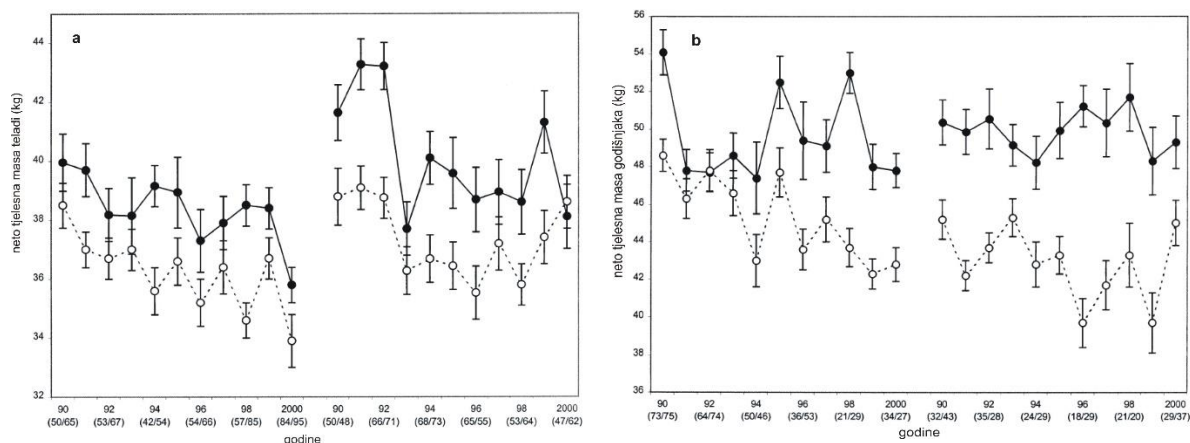 a
neto tjelesna masa teladi (kg)
44
42
40
38
36
34
32
90 92 94 96 98 2000 90 92 94 96 98 2000
(50/65) (53/67) (42/54) (54/66) (57/85) (84/95) (50/48) (66/71) (68/73) (65/55) (53/64) (47/62)
godine
b
neto tjelesna masa godišnjaka (kg)
56
54
52
50
48
46
44
42
40
38
36
90 92 94 96 98 2000 90 92 94 96 98 2000
(73/75) (64/74) (50/46) (36/53) (21/29) (34/27) (32/43) (35/28) (24/29) (18/29) (21/20) (29/37)
godine